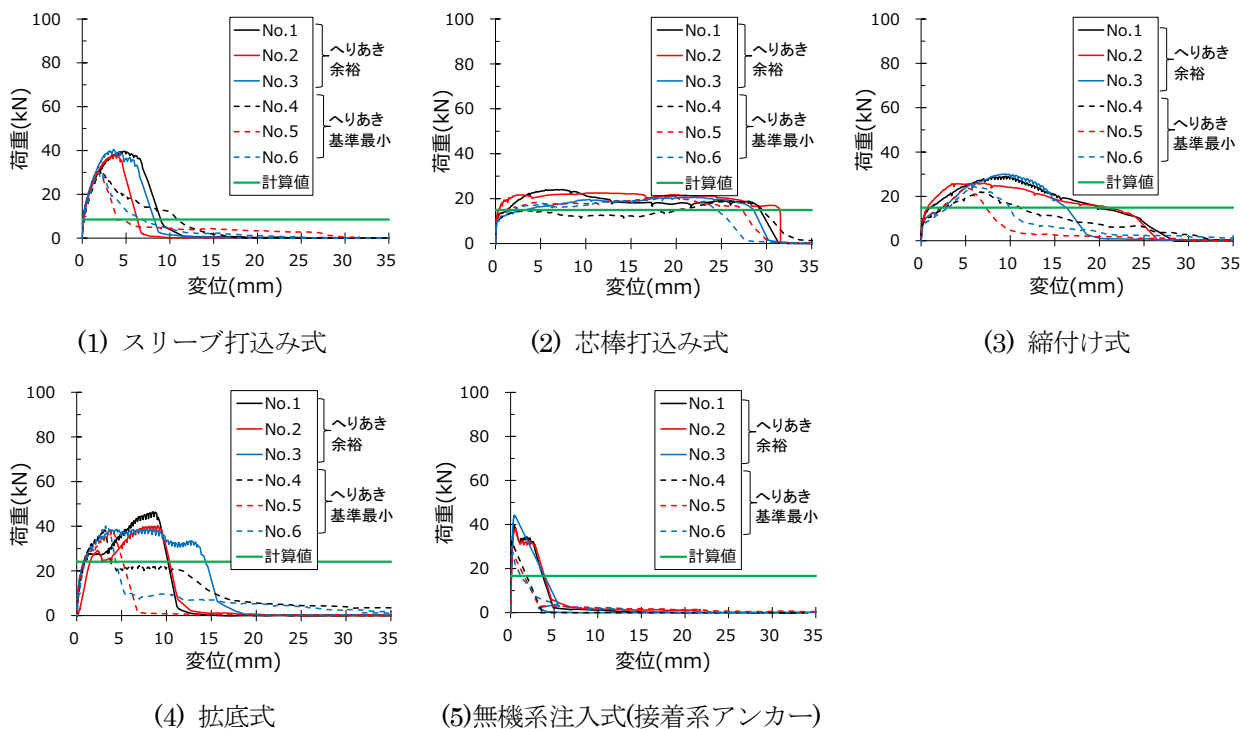 荷重(kN)
100
80
60
40
20
0
0 5 10 15 20 25 30 35
変位(mm)
No.1
No.2
No.3
No.4
No.5
No.6
計算値
へりあき
余裕
へりあき
基準最小
(1) スリーブ打込み式
荷重(kN)
100
80
60
40
20
0
0 5 10 15 20 25 30 35
変位(mm)
No.1
No.2
No.3
No.4
No.5
No.6
計算値
へりあき
余裕
へりあき
基準最小
(2) 芯棒打込み式
荷重(kN)
100
80
60
40
20
0
0 5 10 15 20 25 30 35
変位(mm)
No.1
No.2
No.3
No.4
No.5
No.6
計算値
へりあき
余裕
へりあき
基準最小
(3) 締付け式
荷重(kN)
100
80
60
40
20
0
0 5 10 15 20 25 30 35
変位(mm)
No.1
No.2
No.3
No.4
No.5
No.6
計算値
へりあき
余裕
へりあき
基準最小
(4) 拡底式
荷重(kN)
100
80
60
40
20
0
0 5 10 15 20 25 30 35
変位(mm)
No.1
No.2
No.3
No.4
No.5
No.6
計算値
へりあき
余裕
へりあき
基準最小
(5)無機系注入式(接着系アンカー)